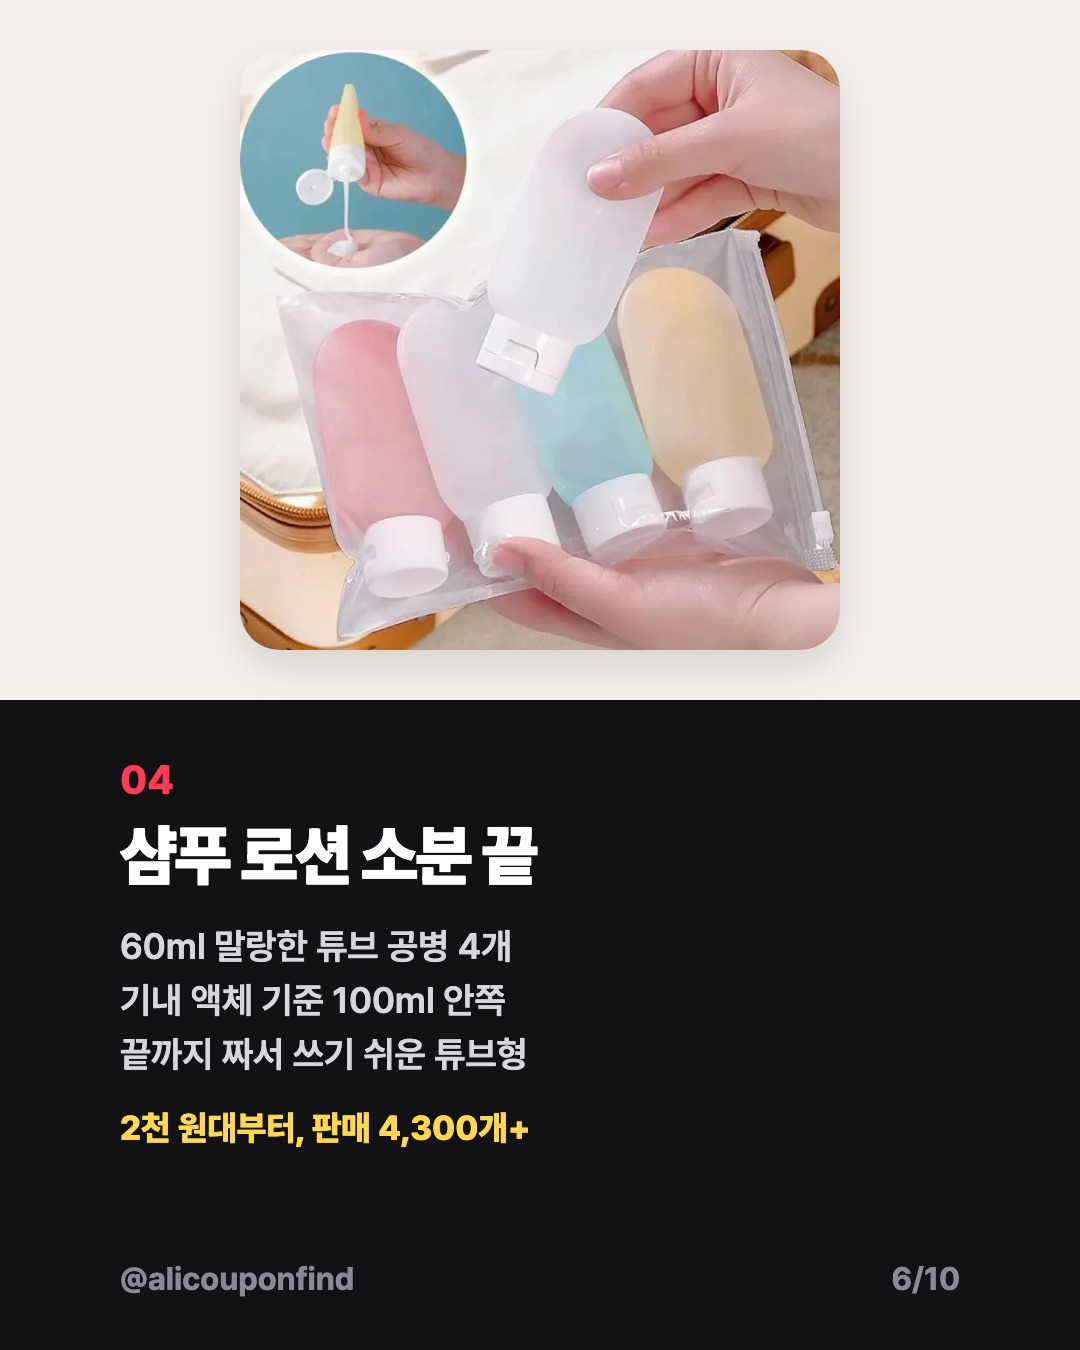 04
샴푸 로션 소분 끝
60ml 말랑한 튜브 공병 4개
기내 액체 기준 100ml 안쪽
끝까지 짜서 쓰기 쉬운 튜브형
2천 원대부터, 판매 4,300개+
@alicouponfind
6/10